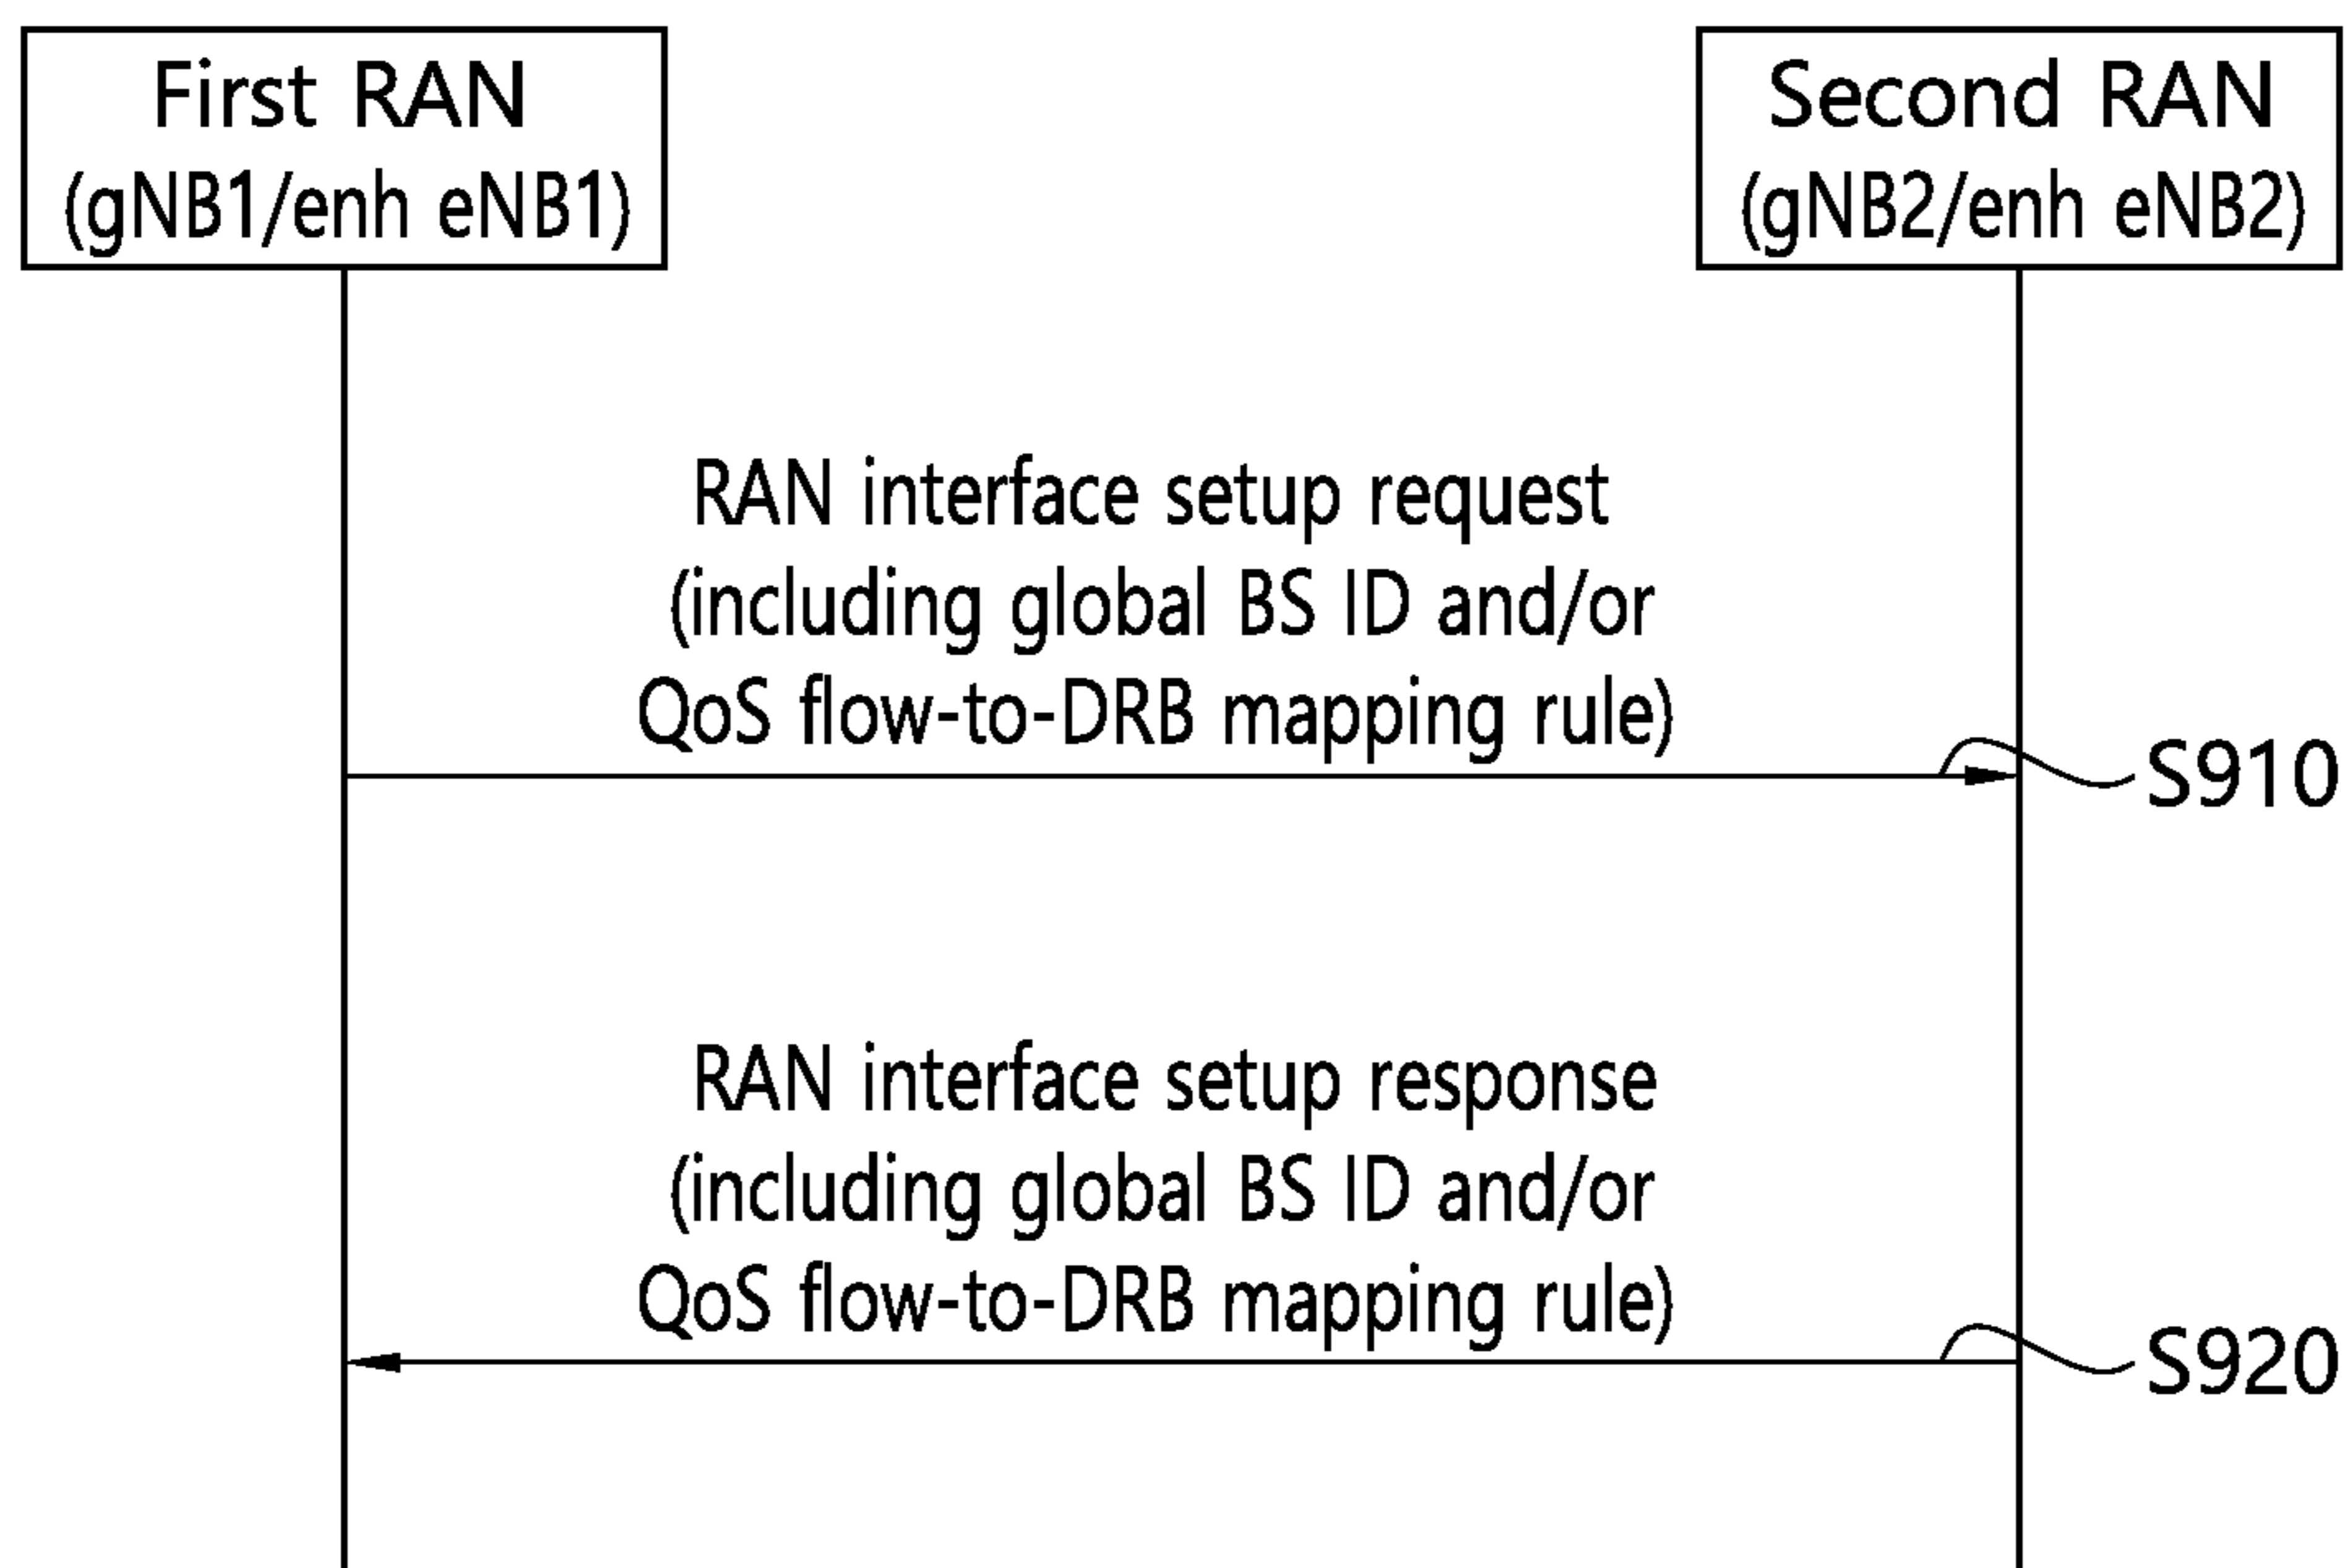 First RAN
(gNB1/enh eNB1)
Second RAN
(gNB2/enh eNB2)
RAN interface setup request
(including global BS ID and/or
QoS flow-to-DRB mapping rule)
S910
RAN interface setup response
(including global BS ID and/or
QoS flow-to-DRB mapping rule)
S920